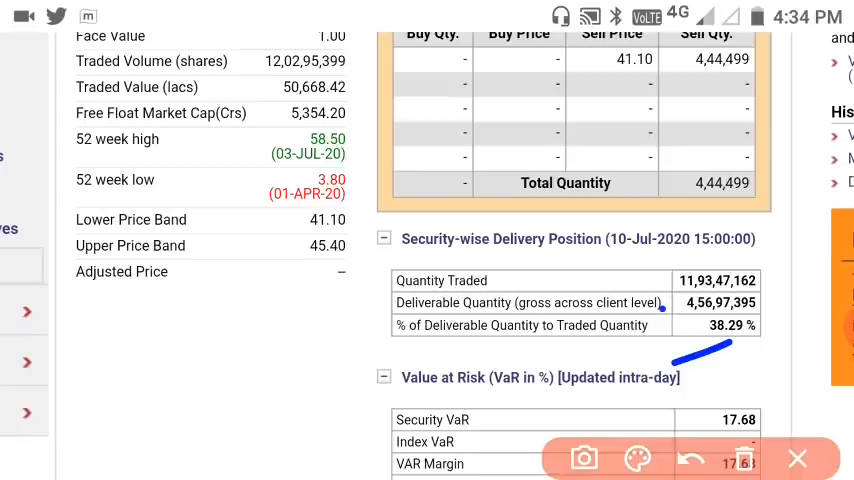 m VoLTE 4G 4:34 PM
Face Value 1.00
Traded Volume (shares) 12,02,95,399
Traded Value (lacs) 50,668.42
Free Float Market Cap(Crs) 5,354.20
52 week high 58.50
(03-JUL-20)
52 week low 3.80
(01-APR-20)
Lower Price Band 41.10
Upper Price Band 45.40
Adjusted Price –
s
ves
Buy Qty. Buy Price Sell Price Sell Qty.
- - 41.10 4,44,499
- - - -
- - - -
- - - -
- - - -
- Total Quantity 4,44,499
Security-wise Delivery Position (10-Jul-2020 15:00:00)
Quantity Traded 11,93,47,162
Deliverable Quantity (gross across client level) 4,56,97,395
% of Deliverable Quantity to Traded Quantity 38.29 %
Value at Risk (VaR in %) [Updated intra-day]
Security VaR 17.68
Index VaR -
VAR Margin 17.68
and
V
(
His
V
M
D